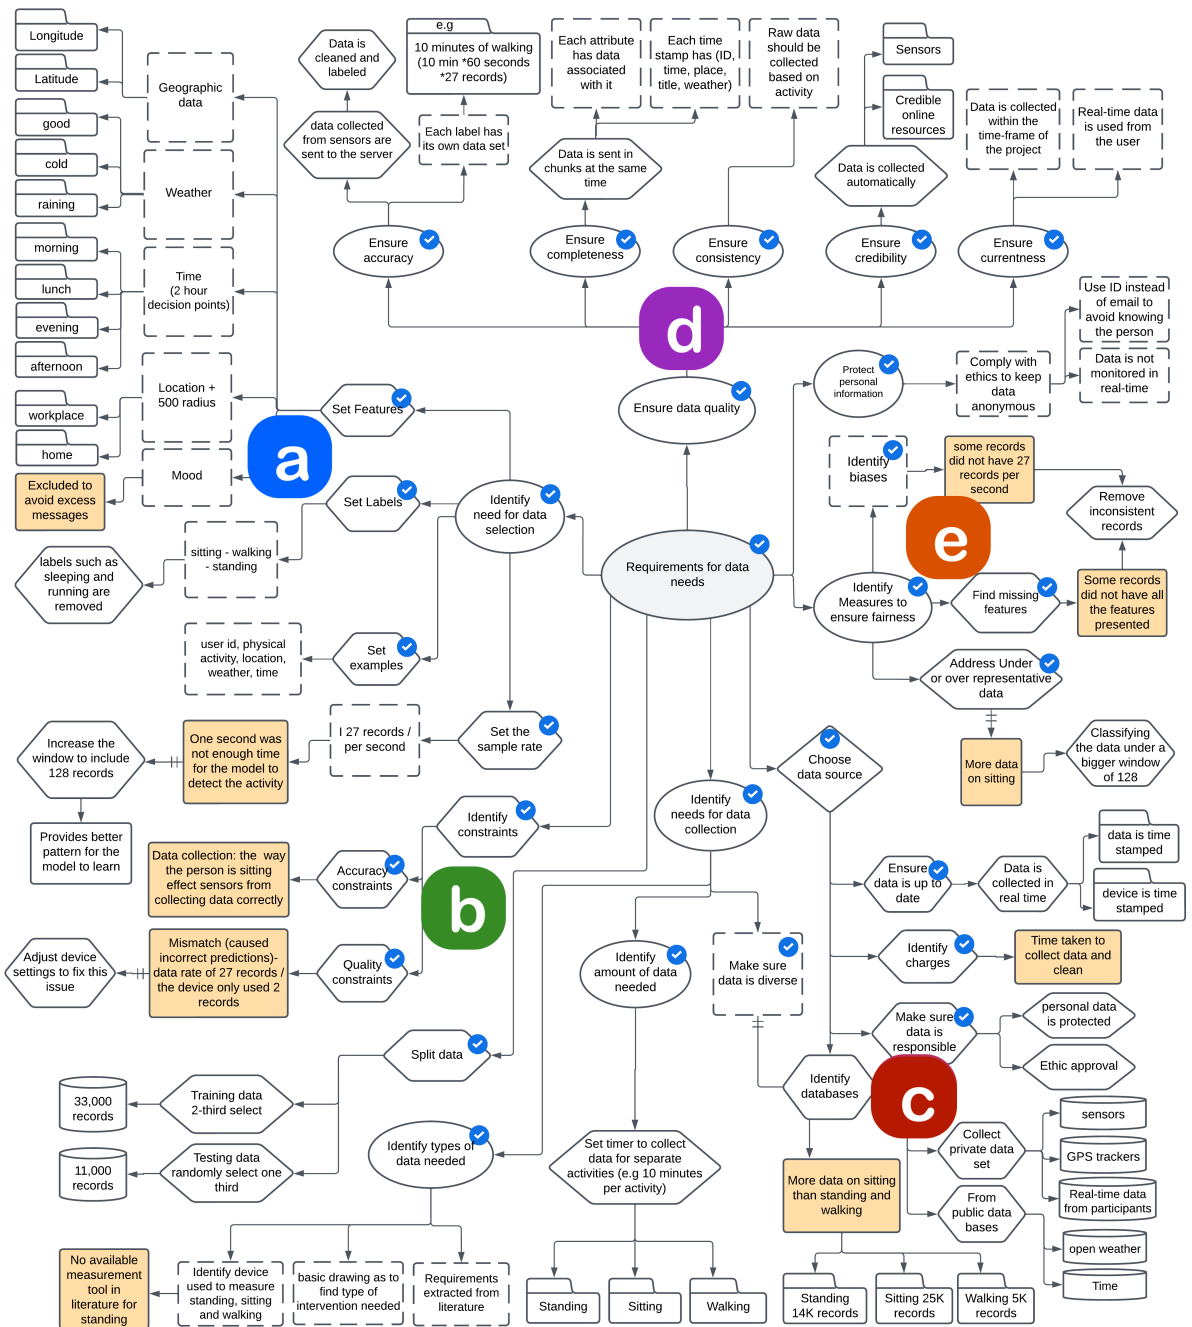 Longitude
Latitude
good
cold
raining
morning
lunch
evening
afternoon
workplace
home
Excluded to
avoid excess
messages
Geographic
data
Weather
Time
(2 hour
decision points)
Location +
500 radius
Mood
Data is
cleaned and
labeled
data collected
from sensors are
sent to the server
e.g
10 minutes of walking
(10 min *60 seconds
*27 records)
Each label has
its own data set
Each attribute
has data
associated
with it
Each time
stamp has (ID,
time, place,
title, weather)
Data is sent in
chunks at the same
time
Raw data
should be
collected
based on
activity
Sensors
Credible
online
resources
Data is collected
automatically
Data is collected
within the
time-frame of
the project
Real-time data
is used from
the user
Ensure
accuracy
Ensure
completeness
Ensure
consistency
Ensure
credibility
Ensure
currentness
d
Ensure data quality
Protect
personal
information
Comply with
ethics to keep
data
anonymous
Use ID instead
of email to
avoid knowing
the person
Data is not
monitored in
real-time
Set Features
a
Set Labels
Identify
need for data
selection
Requirements for data
needs
Identify
biases
some records
did not have 27
records per
second
Remove
inconsistent
records
e
Identify
Measures to
ensure fairness
Find missing
features
Some records
did not have all
the features
presented
Address Under
or over representative
data
More data
on sitting
Classifying
the data under a
bigger window
of 128
sitting - walking
- standing
labels such as
sleeping and
running are
removed
user id, physical
activity, location,
weather, time
Set
examples
Set the
sample rate
I 27 records /
per second
One second was
not enough time
for the model to
detect the activity
Increase the
window to include
128 records
Provides better
pattern for the
model to learn
Identify
constraints
Accuracy
constraints
Data collection: the way
the person is sitting
effect sensors from
collecting data correctly
b
Quality
constraints
Mismatch (caused
incorrect predictions)-
data rate of 27 records /
the device only used 2
records
Adjust device
settings to fix this
issue
Choose
data source
Identify
needs for data
collection
Ensure
data is up to
date
Data is
collected in
real time
data is time
stamped
device is time
stamped
Identify
charges
Time taken to
collect data and
clean
Make sure
data is
responsible
personal data
is protected
Ethic approval
Identify
amount of data
needed
Make sure
data is diverse
Identify
databases
c
Collect
private data
set
sensors
GPS trackers
Real-time data
from participants
From
public data
bases
open weather
Time
More data on sitting
than standing and
walking
Standing
14K records
Sitting 25K
records
Walking 5K
records
Split data
Training data
2-third select
33,000
records
Testing data
randomly select one
third
11,000
records
Identify types of
data needed
Set timer to collect
data for separate
activities (e.g 10 minutes
per activity)
Standing
Sitting
Walking
No available
measurement
tool in
literature for
standing
Identify device
used to measure
standing, sitting
and walking
basic drawing as to
find type of
intervention needed
Requirements
extracted from
literature